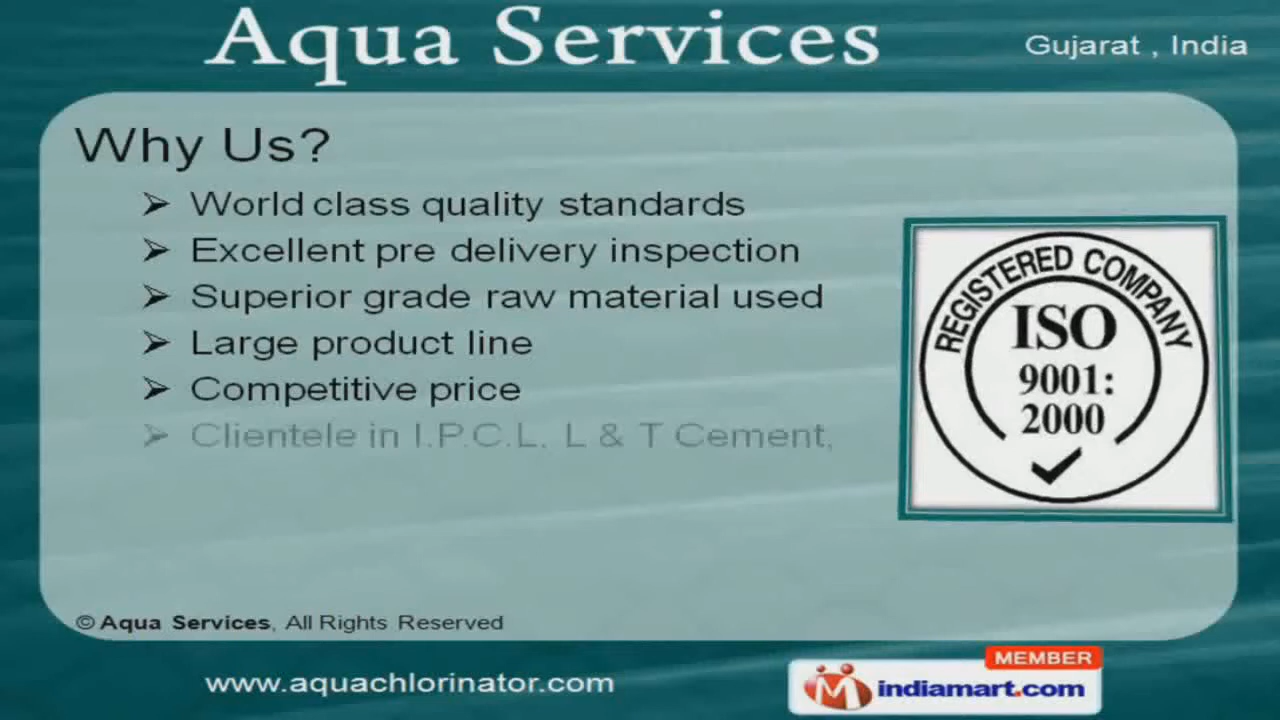 Aqua Services
Gujarat , India
Why Us?
➢ World class quality standards
➢ Excellent pre delivery inspection
➢ Superior grade raw material used
➢ Large product line
➢ Competitive price
➢ Clientele in I.P.C.L, L & T Cement,
REGISTERED COMPANY
ISO
9001:
2000
© Aqua Services, All Rights Reserved
www.aquachlorinator.com
MEMBER
indiamart.com